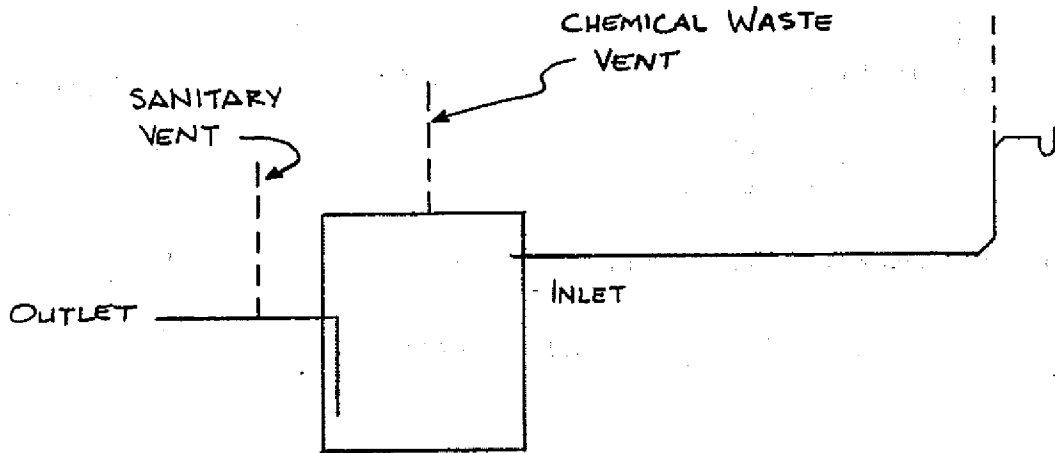 CHEMICAL WASTE
VENT
SANITARY
VENT
INLET
OUTLET